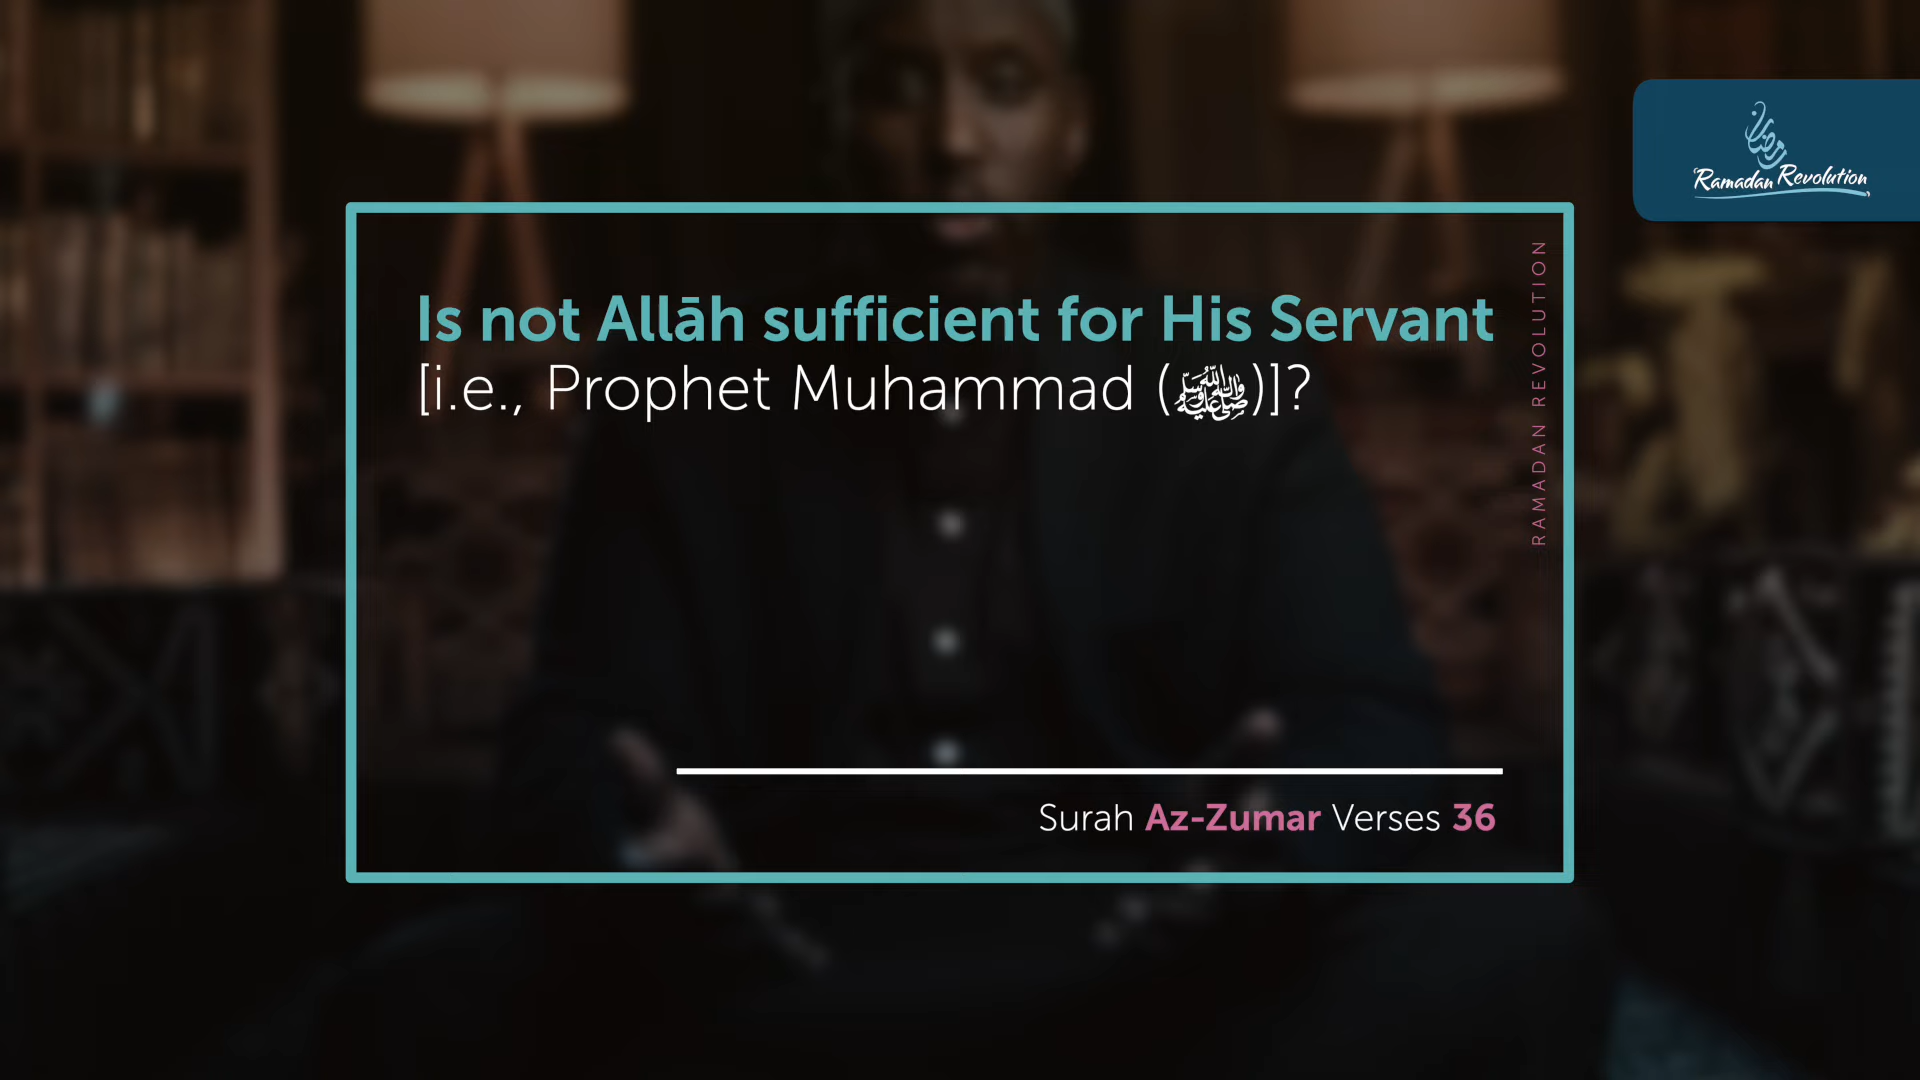 رمضان
Ramadan Revolution
RAMADAN REVOLUTION
Is not Allāh sufficient for His Servant
[i.e., Prophet Muhammad (ﷺ)]?
Surah Az-Zumar Verses 36